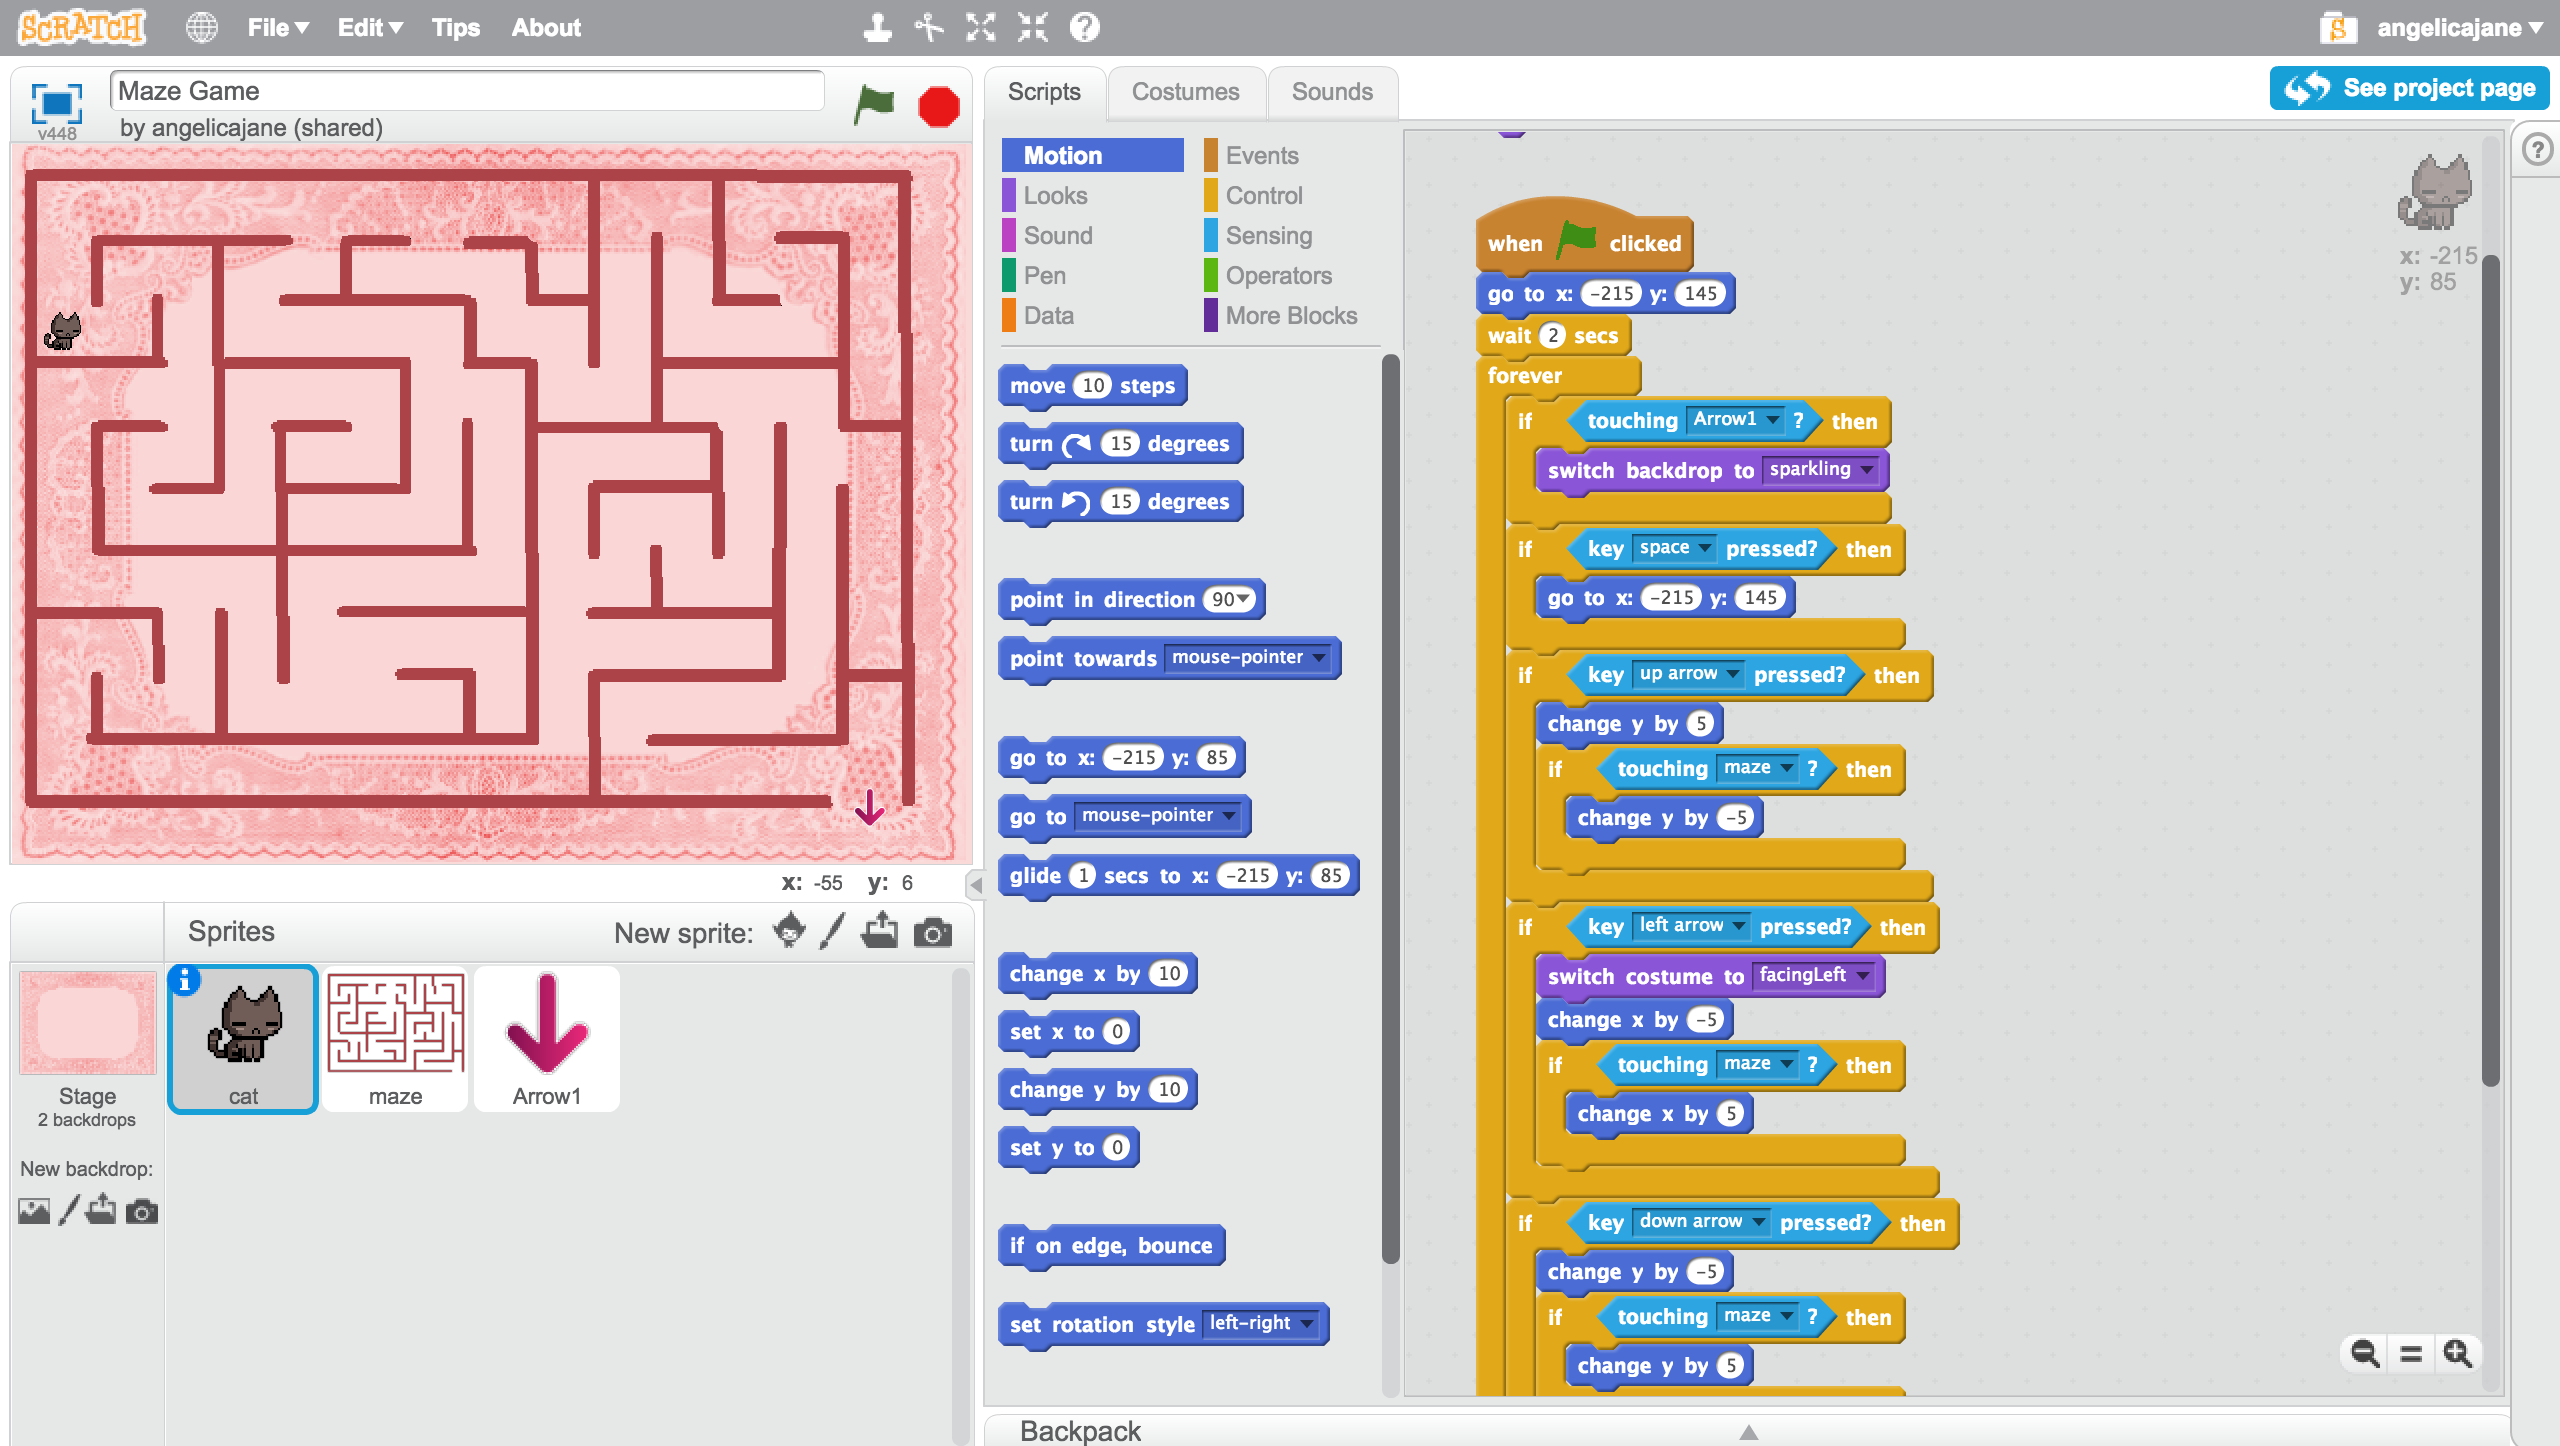 SCRATCH File Edit Tips About angelicajane
Maze Game
by angelicajane (shared)
v448
See project page
Scripts Costumes Sounds
Motion Events
Looks Control
Sound Sensing
Pen Operators
Data More Blocks
move 10 steps
turn 15 degrees
turn 15 degrees
point in direction 90
point towards mouse-pointer
go to x: -215 y: 85
go to mouse-pointer
glide 1 secs to x: -215 y: 85
change x by 10
set x to 0
change y by 10
set y to 0
if on edge, bounce
set rotation style left-right
when clicked
go to x: -215 y: 145
wait 2 secs
forever
if touching Arrow1 ? then
switch backdrop to sparkling
if key space pressed? then
go to x: -215 y: 145
if key up arrow pressed? then
change y by 5
if touching maze ? then
change y by -5
if key left arrow pressed? then
switch costume to facingLeft
change x by -5
if touching maze ? then
change x by 5
if key down arrow pressed? then
change y by -5
if touching maze ? then
change y by 5
x: -215
y: 85
?
x: -55 y: 6
Sprites New sprite:
Stage
2 backdrops
New backdrop:
cat
maze
Arrow1
Backpack